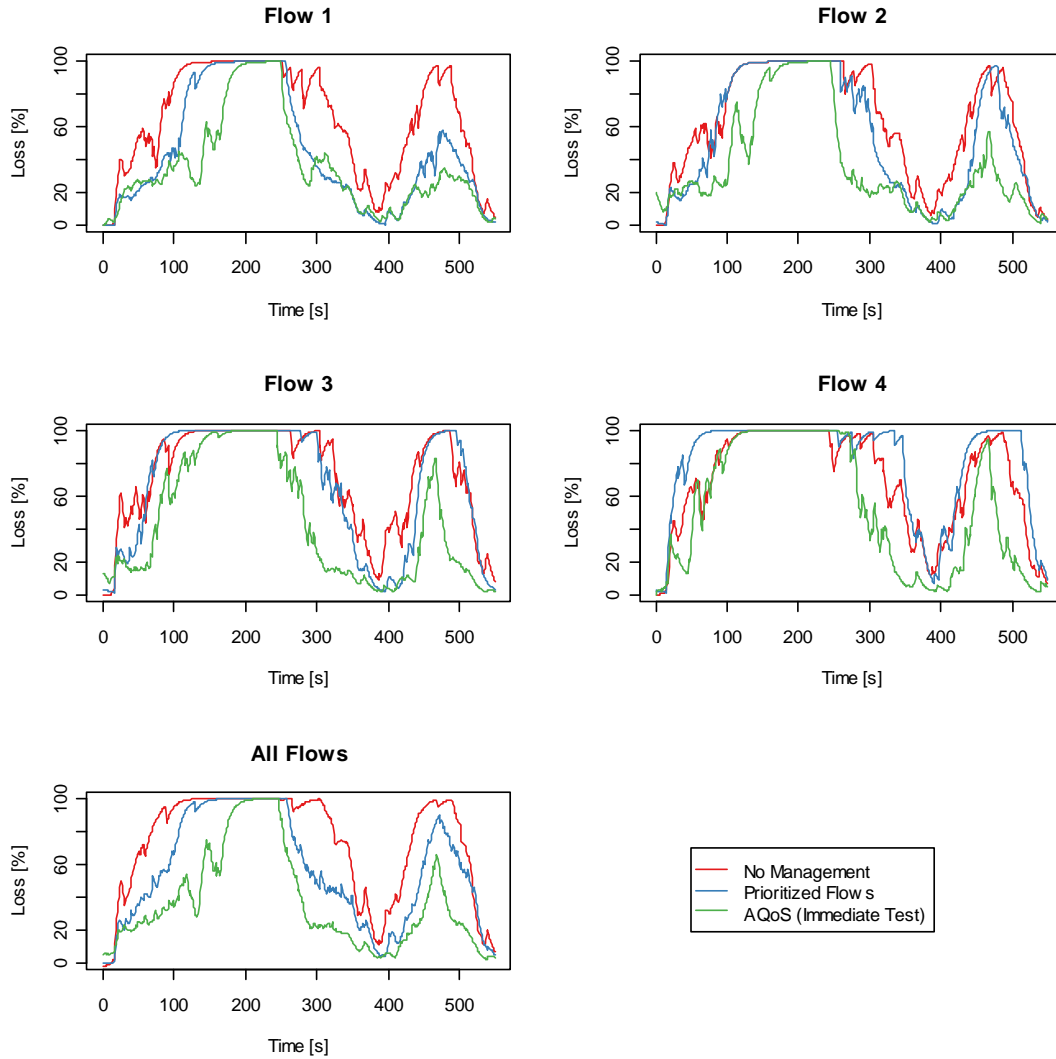 Flow 1
Loss [%]
100
60
20
0
0 100 200 300 400 500
Time [s]
Flow 2
Loss [%]
100
60
20
0
0 100 200 300 400 500
Time [s]
Flow 3
Loss [%]
100
60
20
0
0 100 200 300 400 500
Time [s]
Flow 4
Loss [%]
100
60
20
0
0 100 200 300 400 500
Time [s]
All Flows
Loss [%]
100
60
20
0
0 100 200 300 400 500
Time [s]
No Management
Prioritized Flows
AQoS (Immediate Test)